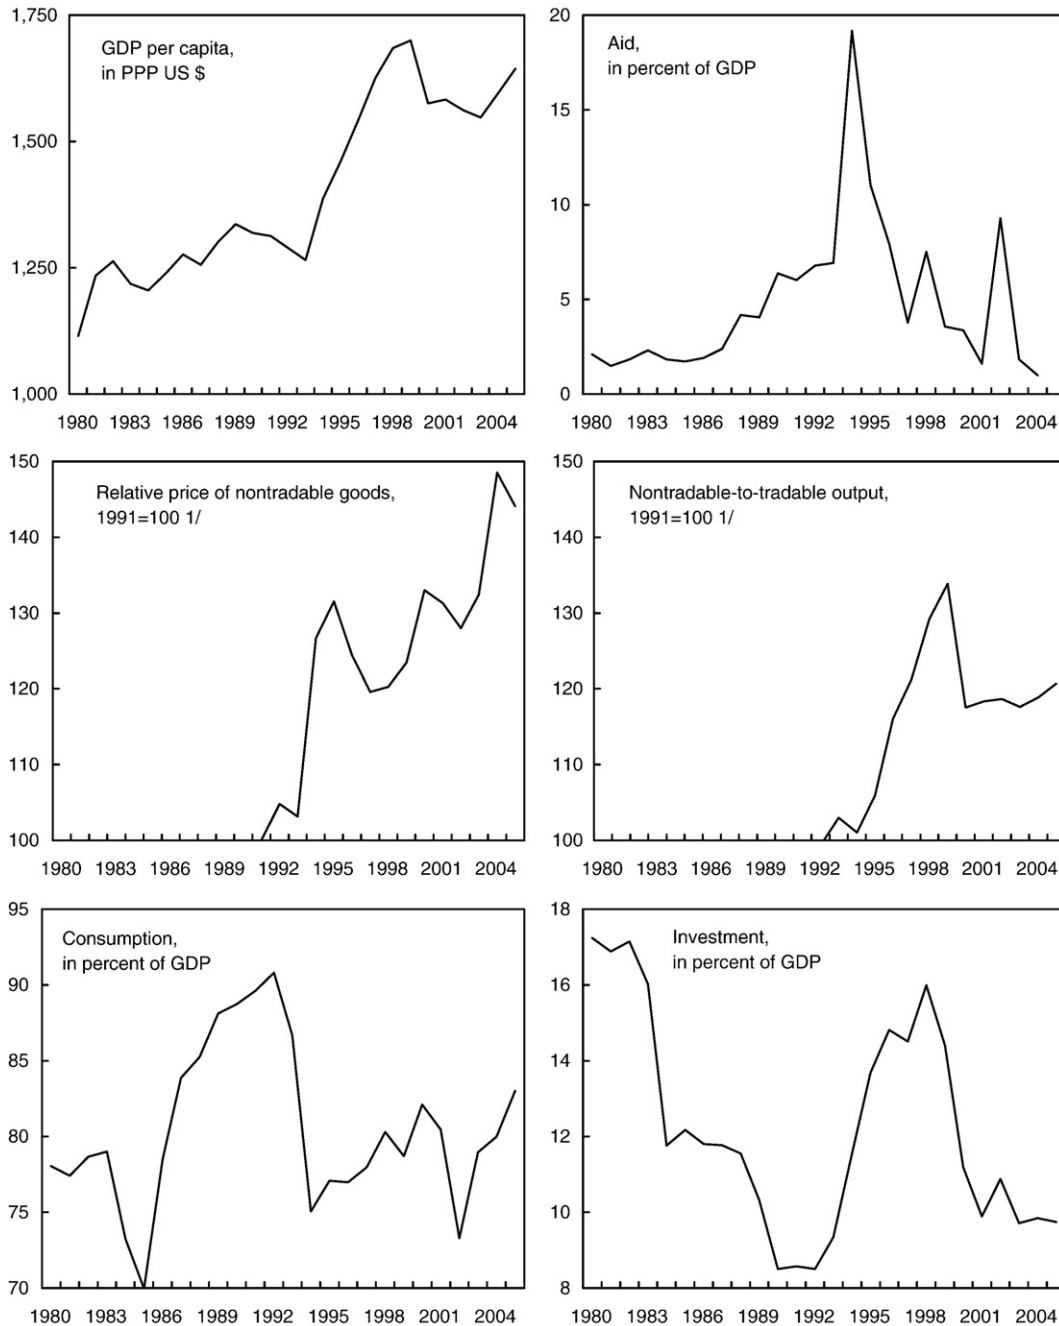 GDP per capita,
in PPP US $
1,750
1,500
1,250
1,000
1980 1983 1986 1989 1992 1995 1998 2001 2004
Aid,
in percent of GDP
20
15
10
5
0
1980 1983 1986 1989 1992 1995 1998 2001 2004
Relative price of nontradable goods,
1991=100 1/
150
140
130
120
110
100
1980 1983 1986 1989 1992 1995 1998 2001 2004
Nontradable-to-tradable output,
1991=100 1/
150
140
130
120
110
100
1980 1983 1986 1989 1992 1995 1998 2001 2004
Consumption,
in percent of GDP
95
90
85
80
75
70
1980 1983 1986 1989 1992 1995 1998 2001 2004
Investment,
in percent of GDP
18
16
14
12
10
8
1980 1983 1986 1989 1992 1995 1998 2001 2004